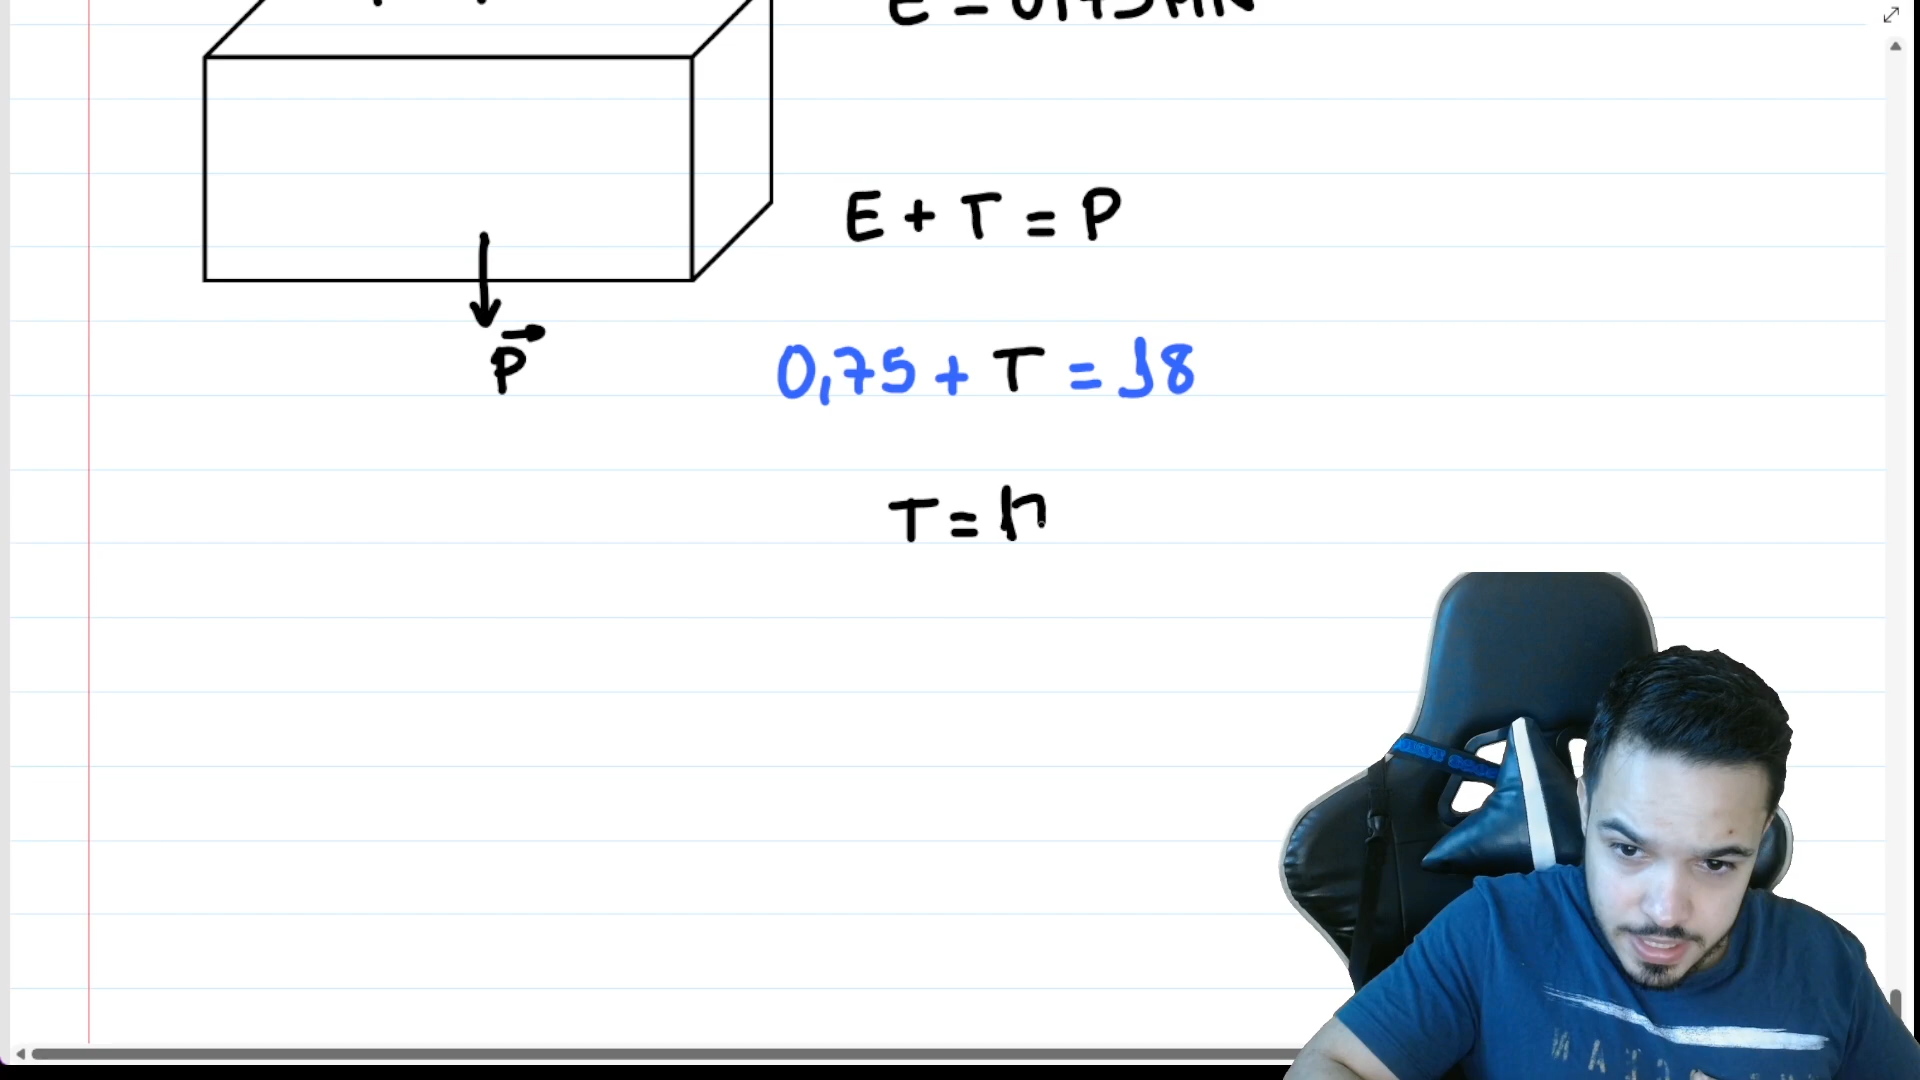 E + T = P
P
0,75 + T = 18
T = 17